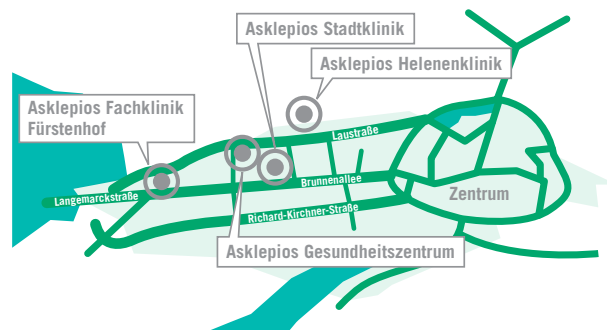 Asklepios Stadtklinik
Asklepios Helenenklinik
Asklepios Fachklinik
Fürstenhof
Laustraße
Brunnenallee
Langemarckstraße
Zentrum
Richard-Kirchner-Straße
Asklepios Gesundheitszentrum